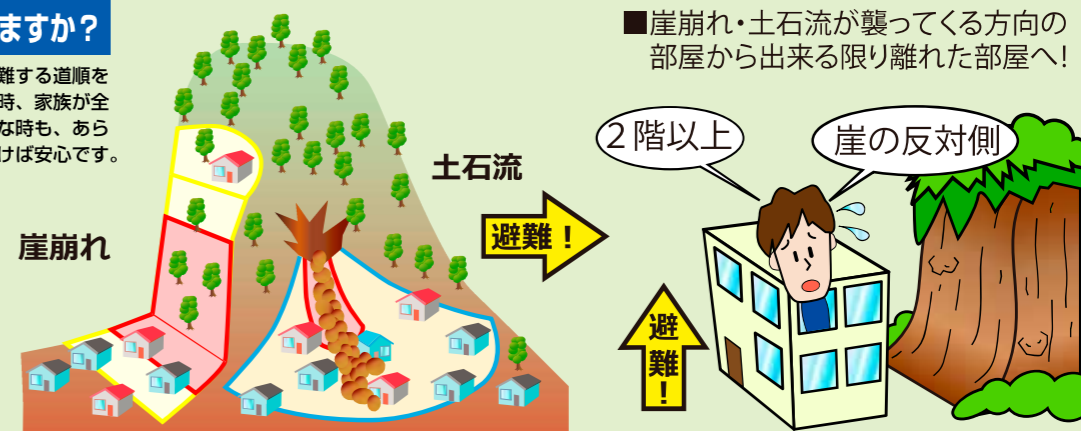 ますか?
難する道順を
時、家族が全
な時も、あら
けば安心です。
崖崩れ
土石流
避難!
■崖崩れ・土石流が襲ってくる方向の
部屋から出来る限り離れた部屋へ!
2階以上
崖の反対側
避難!